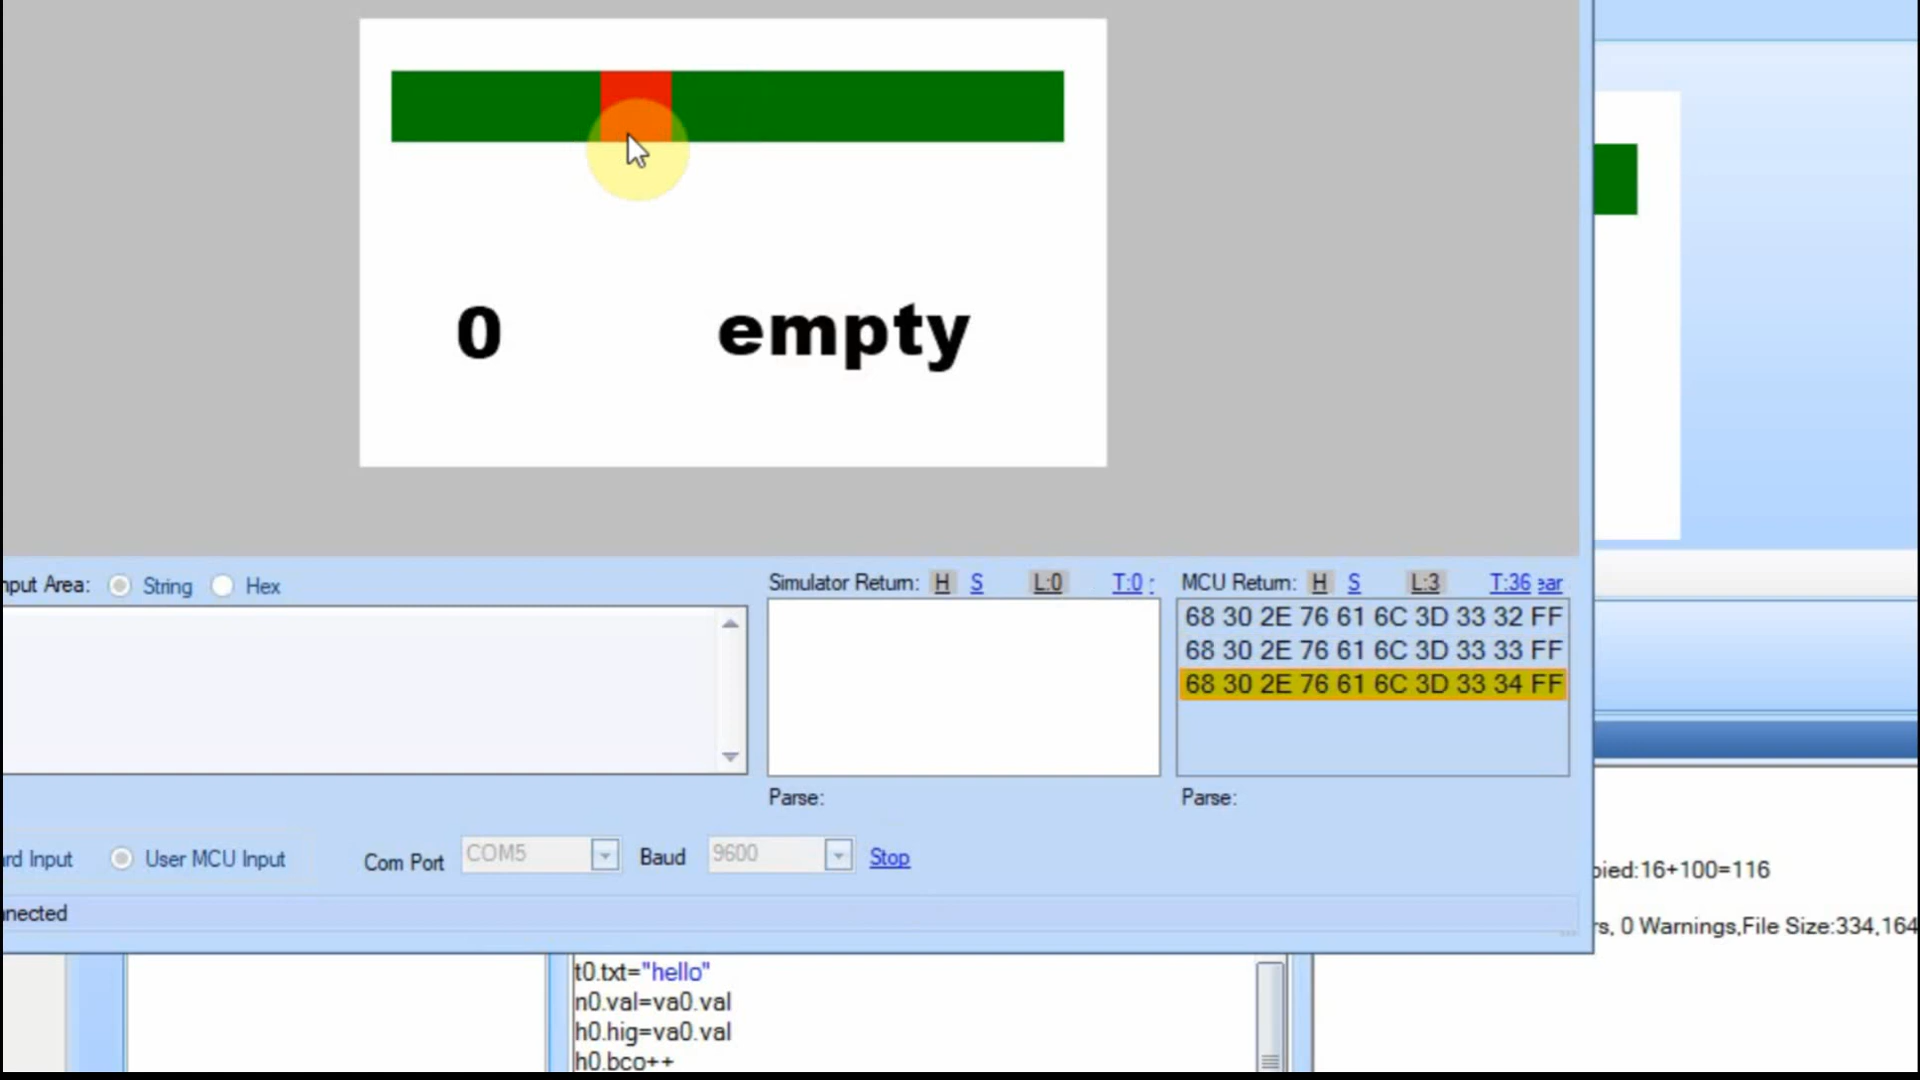 0
empty
nput Area: String Hex
Simulator Return: H S L:0 T:0
MCU Return: H S L:3 T:36 ear
68 30 2E 76 61 6C 3D 33 32 FF
68 30 2E 76 61 6C 3D 33 33 FF
68 30 2E 76 61 6C 3D 33 34 FF
Parse:
Parse:
rd Input User MCU Input Com Port COM5 Baud 9600 Stop
pied:16+100=116
nnected
rs, 0 Warnings,File Size:334,164
t0.txt="hello"
n0.val=va0.val
h0.hig=va0.val
h0.bco++